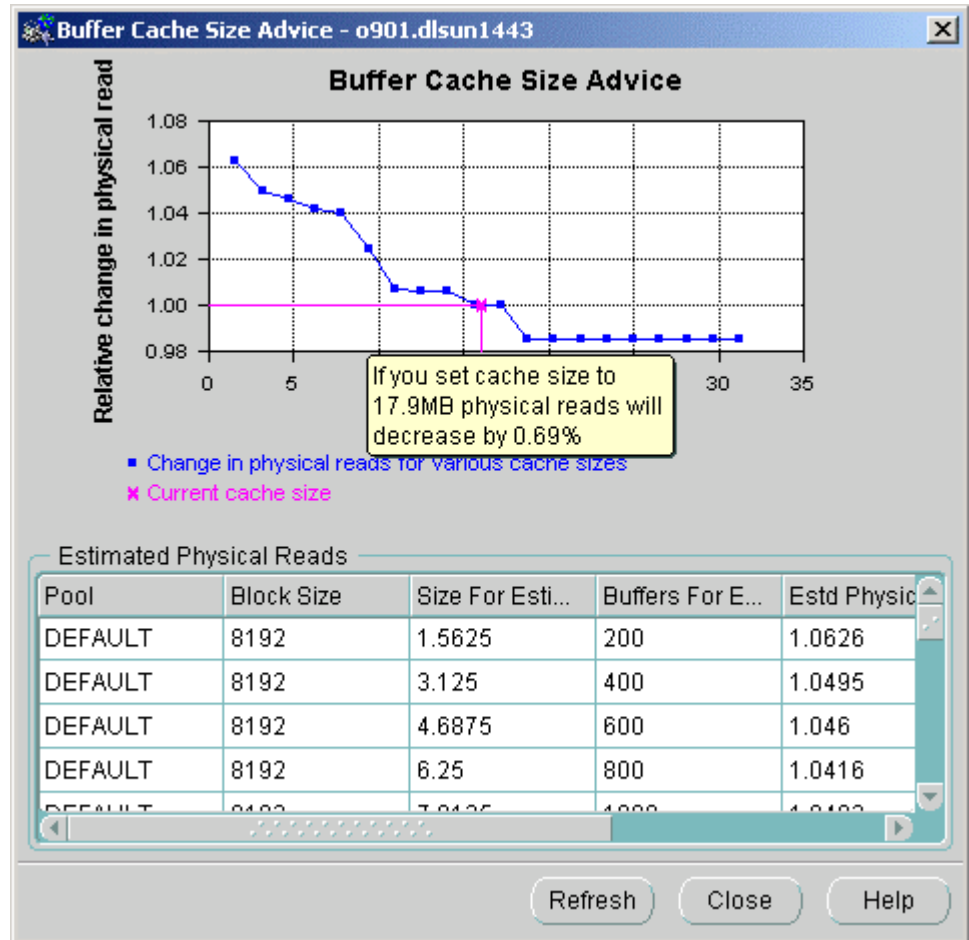 Buffer Cache Size Advice - o901.dlsun1443
Buffer Cache Size Advice
Relative change in physical read
1.08
1.06
1.04
1.02
1.00
0.98
0 5 30 35
If you set cache size to
17.9MB physical reads will
decrease by 0.69%
Change in physical reads for various cache sizes
Current cache size
Estimated Physical Reads
Pool Block Size Size For Esti... Buffers For E... Estd Physic
DEFAULT 8192 1.5625 200 1.0626
DEFAULT 8192 3.125 400 1.0495
DEFAULT 8192 4.6875 600 1.046
DEFAULT 8192 6.25 800 1.0416
DEFAULT 8192
Refresh Close Help